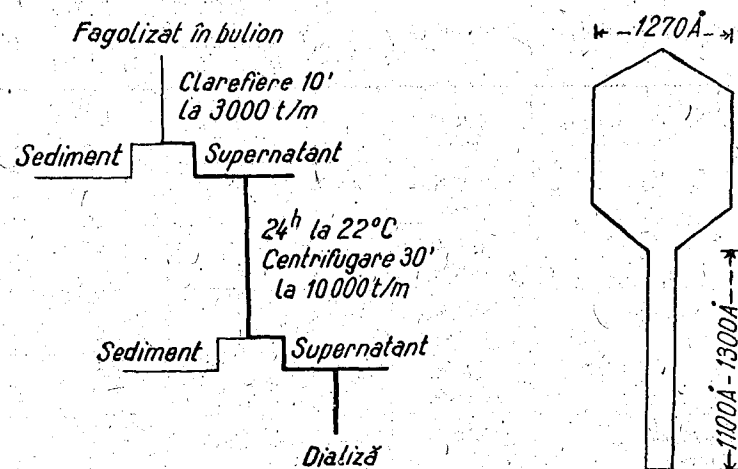 Fagolizat în bulion
Clarefiere 10'
la 3000 t/m
Sediment
Supernatant
24ʰ la 22°C
Centrifugare 30'
la 10000 t/m
Sediment
Supernatant
Dializă
1270Å
1100Å-1300Å